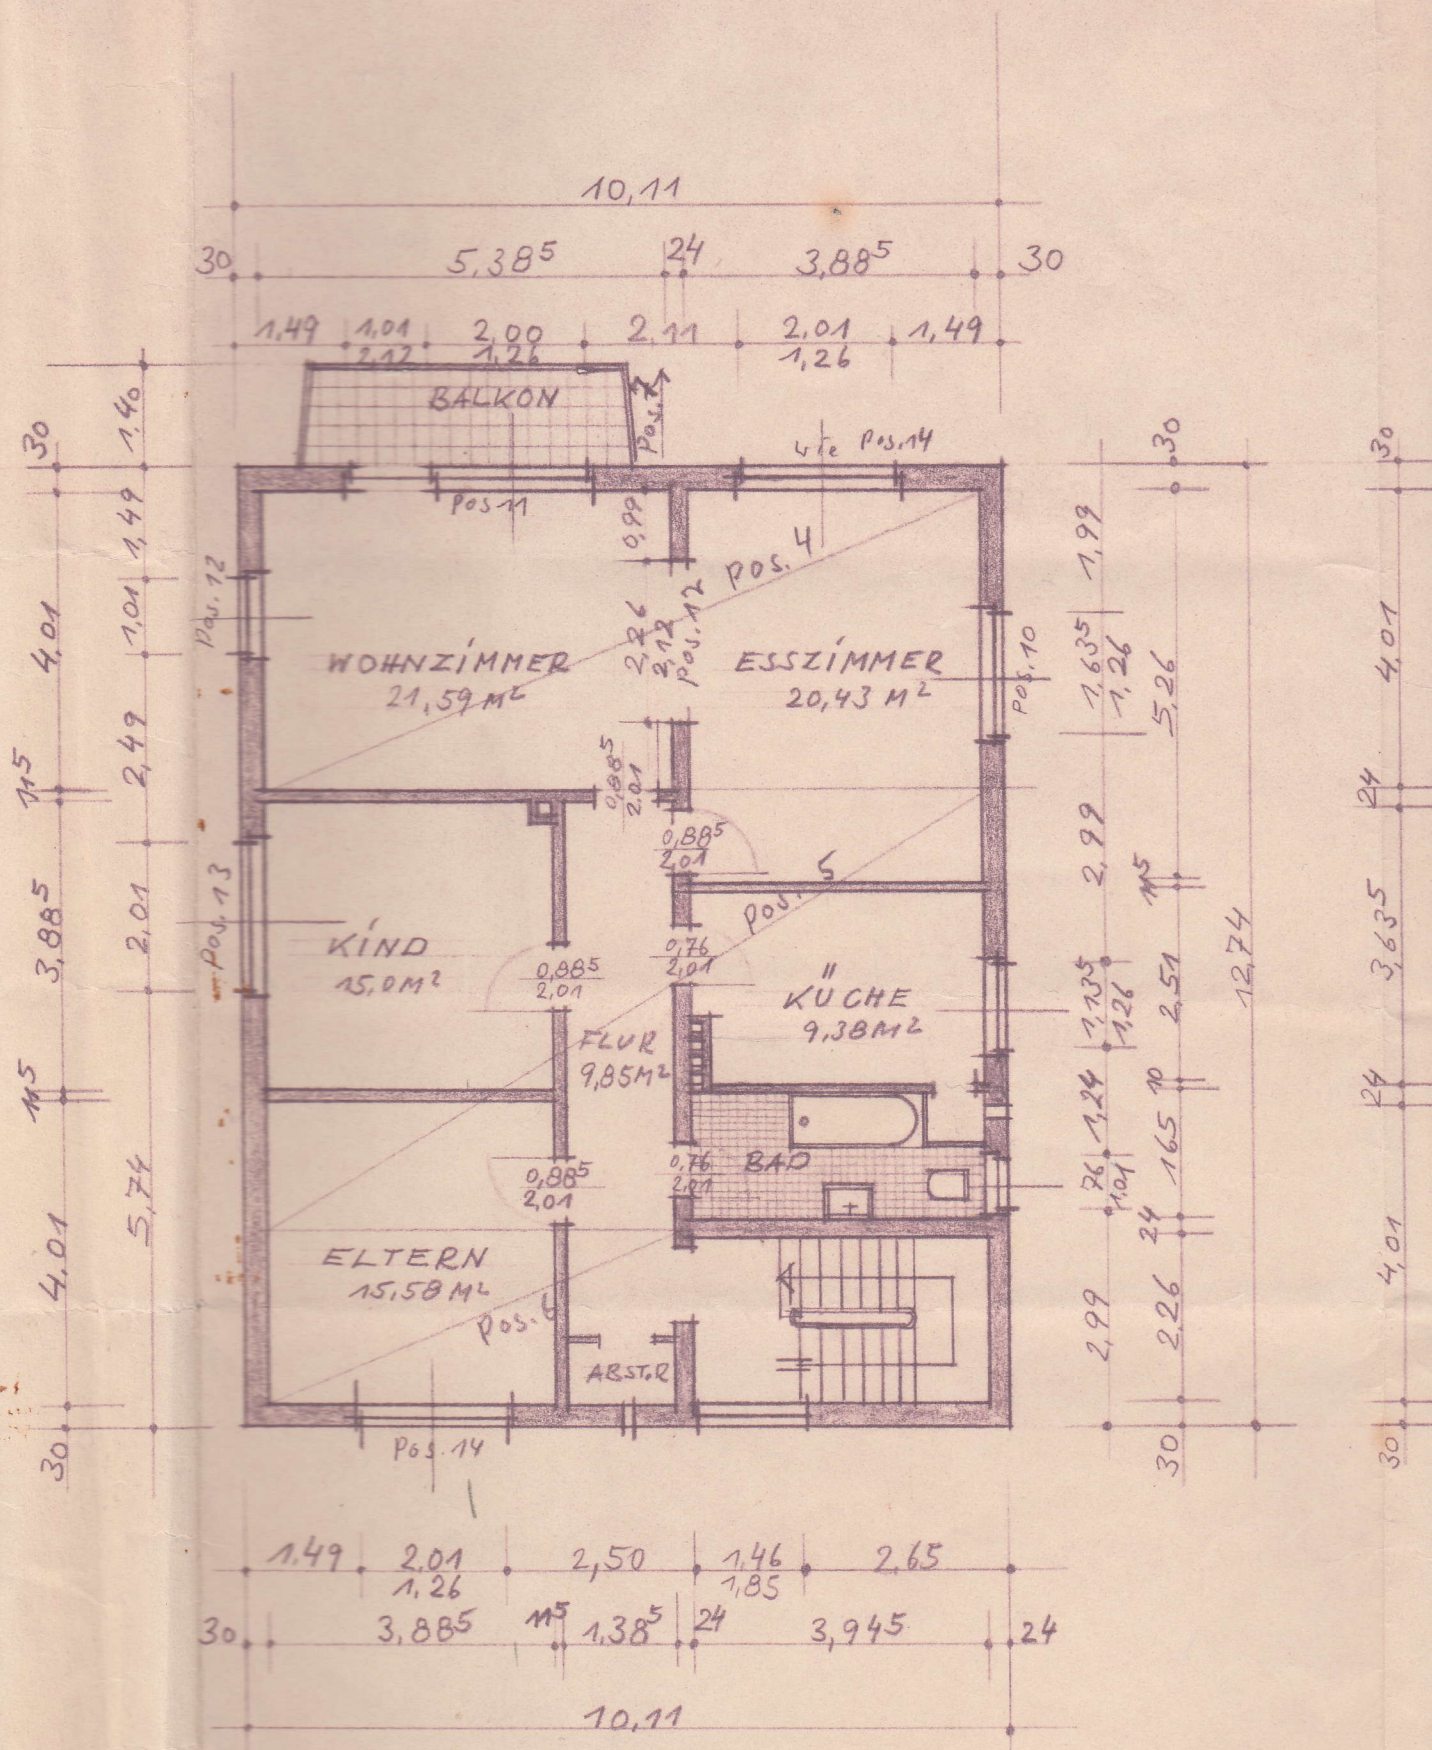 10,11
30 5,38⁵ 24 3,88⁵ 30
1,49 1,01 2,00 2,11 2,01 1,49
2,12 1,26 1,26
BALKON
Pos. 7
wie Pos. 14
Pos 11
30
1,40
30
30
1,49
0,99
Pos. 4
1,99
Pos. 12
4,01
1,01
2,26
2,12
Pos. 12
Pos. 10
1,63⁵
1,26
5,26
4,01
WOHNZIMMER
21,59 M²
ESSZIMMER
20,43 M²
2,49
11⁵
0,88⁵
2,01
24
0,88⁵
2,01
2,99
11⁵
Pos. 5
Pos. 13
3,88⁵
2,01
KIND
15,0 M²
0,88⁵
2,01
0,76
2,01
KÜCHE
9,38 M²
1,13⁵
1,26
2,51
12,74
3,63⁵
FLUR
9,85 M²
11⁵
1,24
10
24
0,88⁵
2,01
0,76
2,01
BAD
76
1,01
165
24
5,74
4,01
ELTERN
15,58 M²
Pos. 6
ABST.R
2,99
2,26
4,01
30
Pos. 14
30
30
1,49 2,01 2,50 1,46 2,65
1,26 1,85
30 3,88⁵ 11⁵ 1,38⁵ 24 3,94⁵ 24
10,11